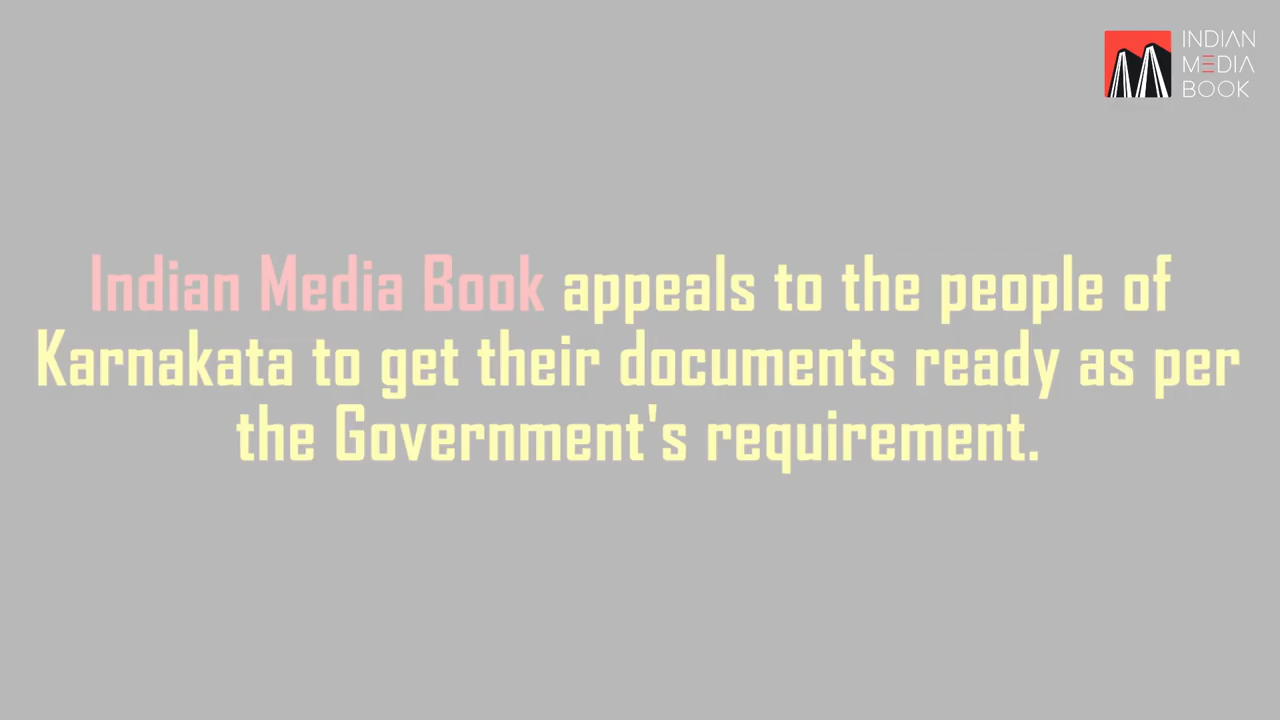 INDIAN
MEDIA
BOOK
Indian Media Book appeals to the people of
Karnakata to get their documents ready as per
the Government's requirement.